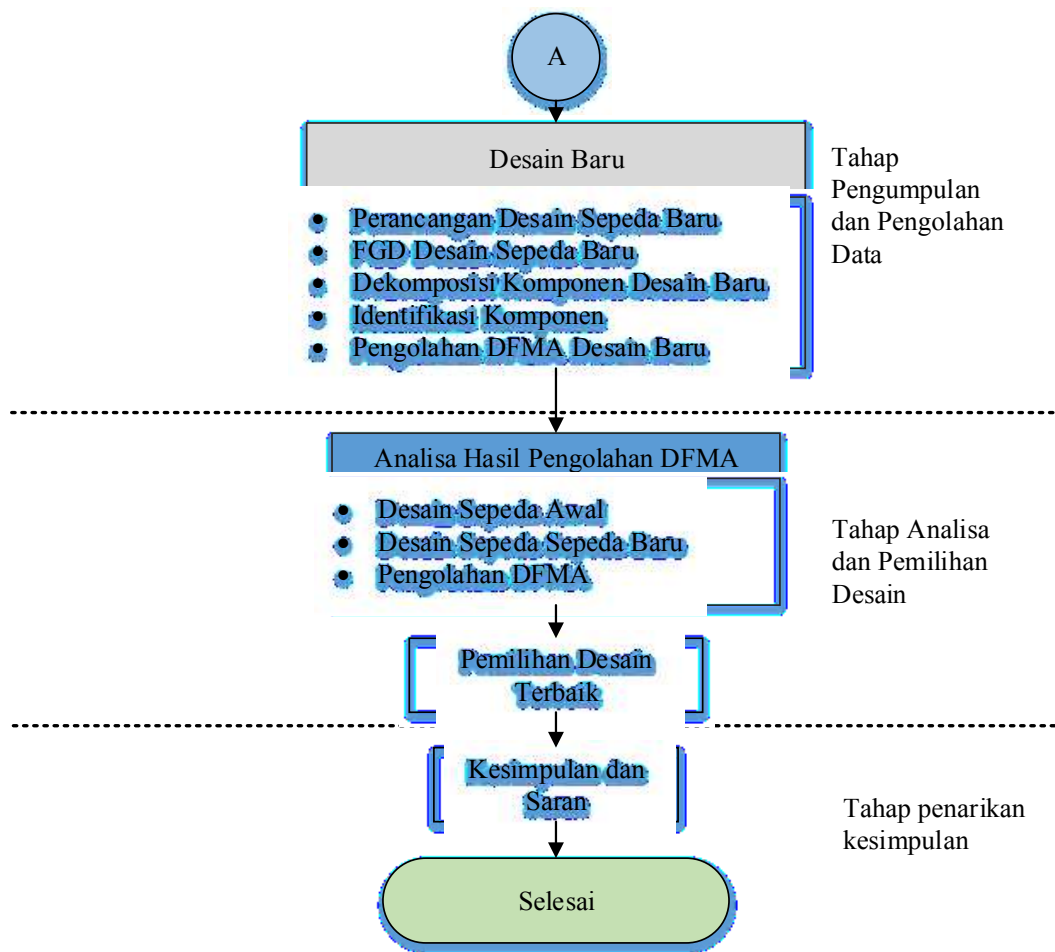 A
Desain Baru
Tahap
Pengumpulan
dan Pengolahan
Data
• Perancangan Desain Sepeda Baru
• FGD Desain Sepeda Baru
• Dekomposisi Komponen Desain Baru
• Identifikasi Komponen
• Pengolahan DFMA Desain Baru
Analisa Hasil Pengolahan DFMA
• Desain Sepeda Awal
• Desain Sepeda Sepeda Baru
• Pengolahan DFMA
Tahap Analisa
dan Pemilihan
Desain
Pemilihan Desain
Terbaik
Kesimpulan dan
Saran
Tahap penarikan
kesimpulan
Selesai